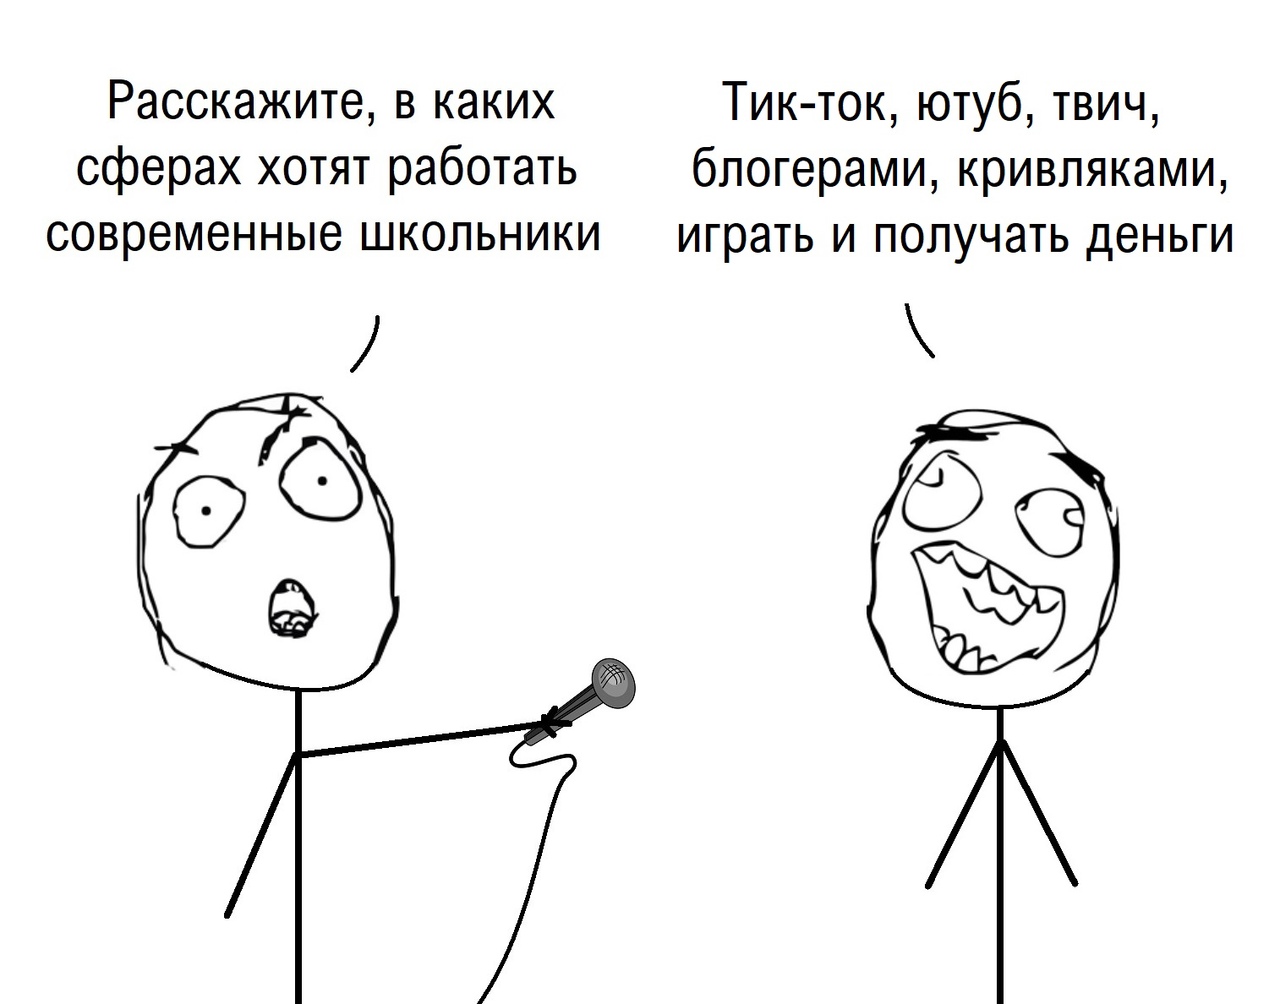 Расскажите, в каких
сферах хотят работать
современные школьники
Тик-ток, ютуб, твич,
блогерами, кривляками,
играть и получать деньги